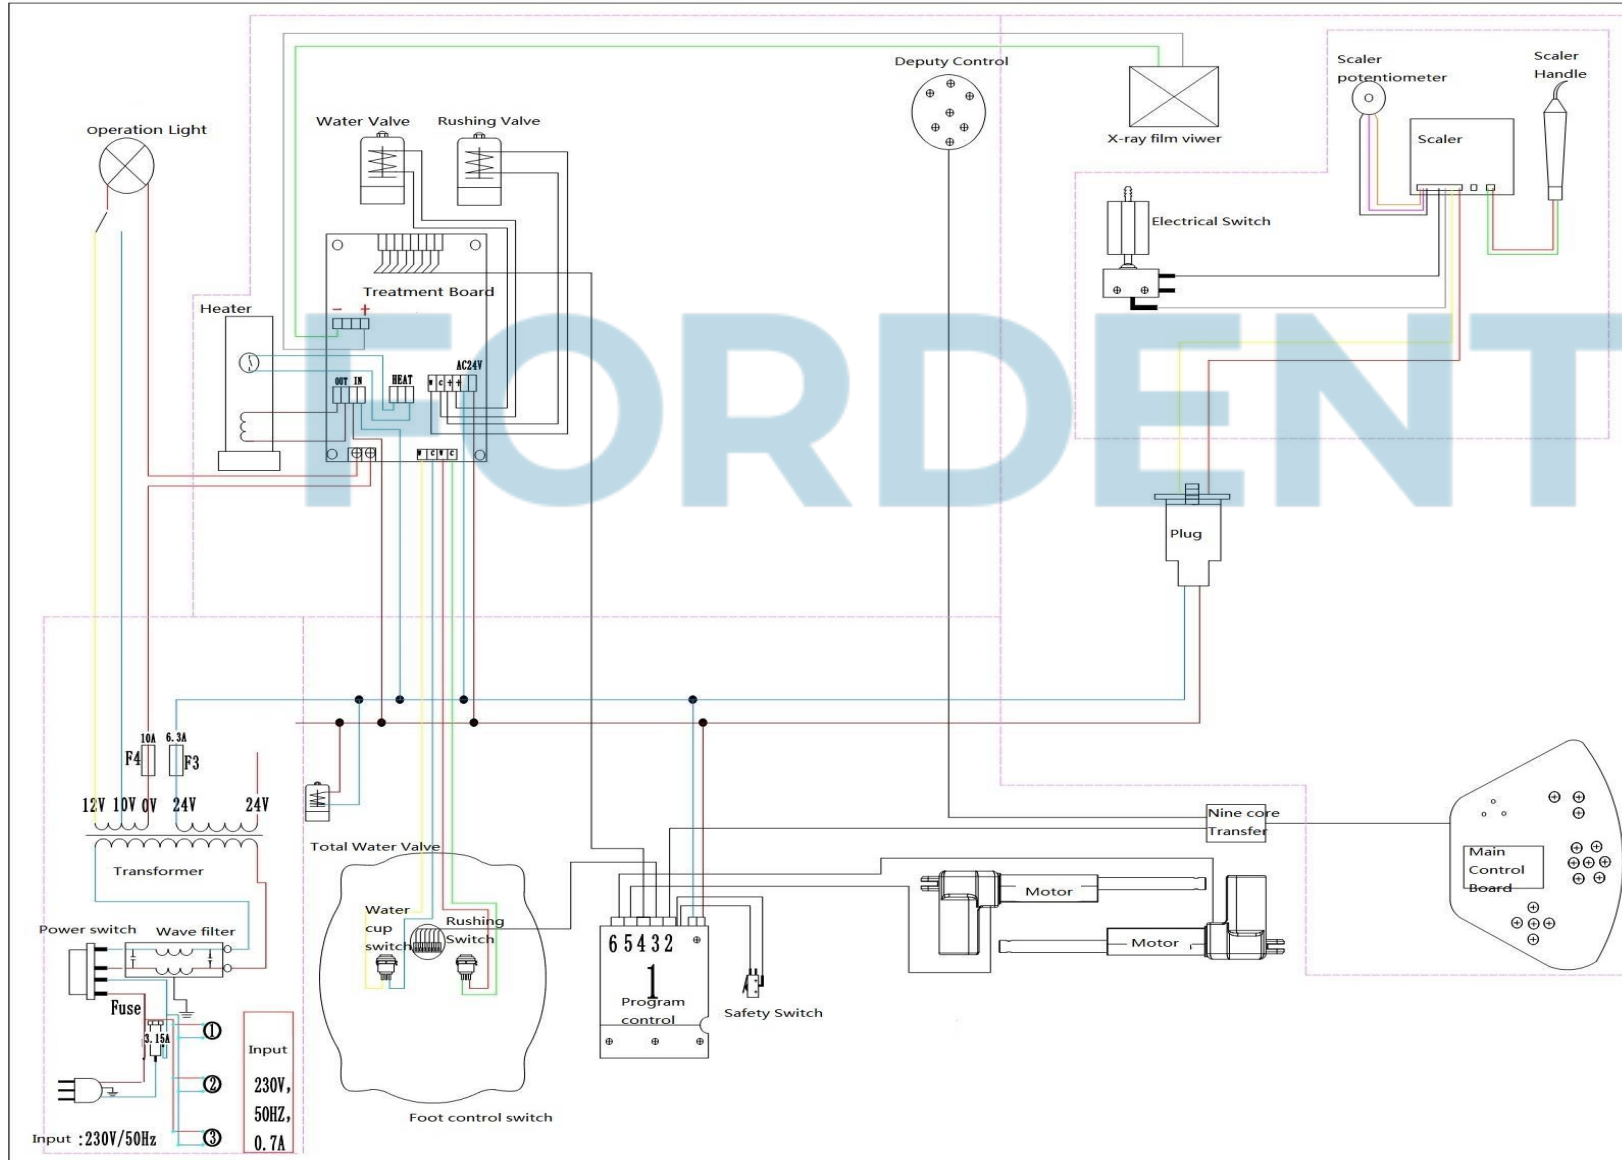 Deputy Control
Scaler
potentiometer
Scaler
Handle
Water Valve
Rushing Valve
Operation Light
X-ray film viwer
Scaler
Electrical Switch
Treatment Board
- +
Heater
AC24V
OUT IN
HEAT
W C + +
W C W C
FORDENT
Plug
10A
6.3A
F4
F3
12V 10V 0V 24V
24V
Transformer
Total Water Valve
Nine core
Transfer
Main
Control
Board
Motor
Motor
Water
cup
switch
Rushing
Switch
Power switch
Wave filter
6 5 4 3 2
1
Program
control
Safety Switch
Fuse
3.15A
1
2
3
Input
230V,
50HZ,
0.7A
Foot control switch
Input :230V/50Hz